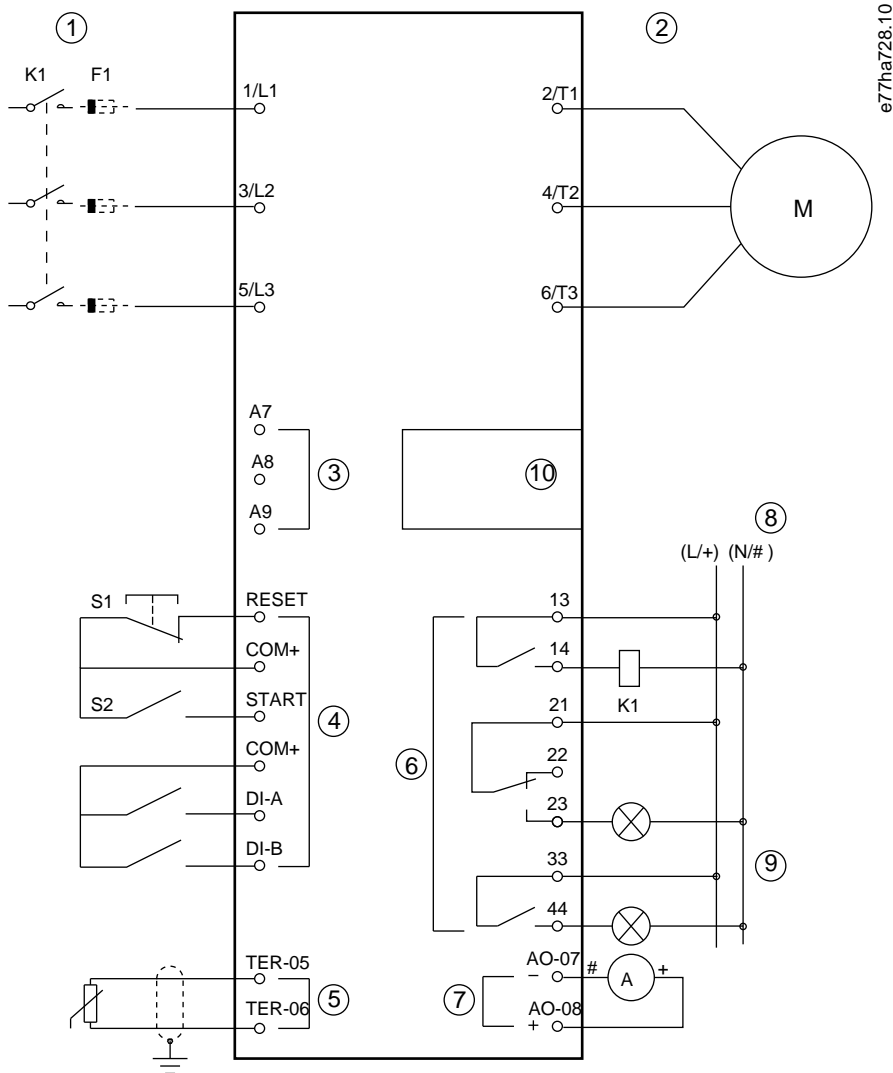 1
2
e77ha728.10
K1 F1
1/L1
2/T1
3/L2
4/T2
M
5/L3
6/T3
A7
A8
3
10
A9
8
(L/+) (N/# )
S1
RESET
13
COM+
14
S2
START
4
K1
21
COM+
6
22
DI-A
23
DI-B
33
9
44
TER-05
AO-07
− # A +
5
7
TER-06
AO-08
+